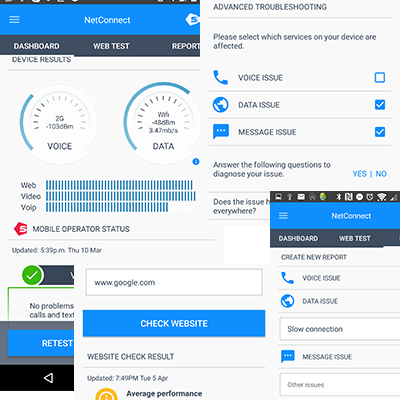 NetConnect
5
DASHBOARD WEB TEST REPORT
DEVICE RESULTS
2G
-103dBm
VOICE
Wifi
-48dBm
3.47mb/s
DATA
Web
Video
Voip
5 MOBILE OPERATOR STATUS
Updated: 5:39p.m. Thu 10 Mar
V
No problems
calls and text
RETEST
ADVANCED TROUBLESHOOTING
Please select which services on your device are
affected.
VOICE ISSUE
DATA ISSUE
MESSAGE ISSUE
Answer the following questions to
diagnose your issue.
YES | NO
Does the issue h
everywhere?
www.google.com
CHECK WEBSITE
WEBSITE CHECK RESULT
Updated: 7:49PM Tue 5 Apr
Average performance
NetConnect
DASHBOARD WEB TEST
CREATE NEW REPORT
VOICE ISSUE
DATA ISSUE
Slow connection
MESSAGE ISSUE
Other issues